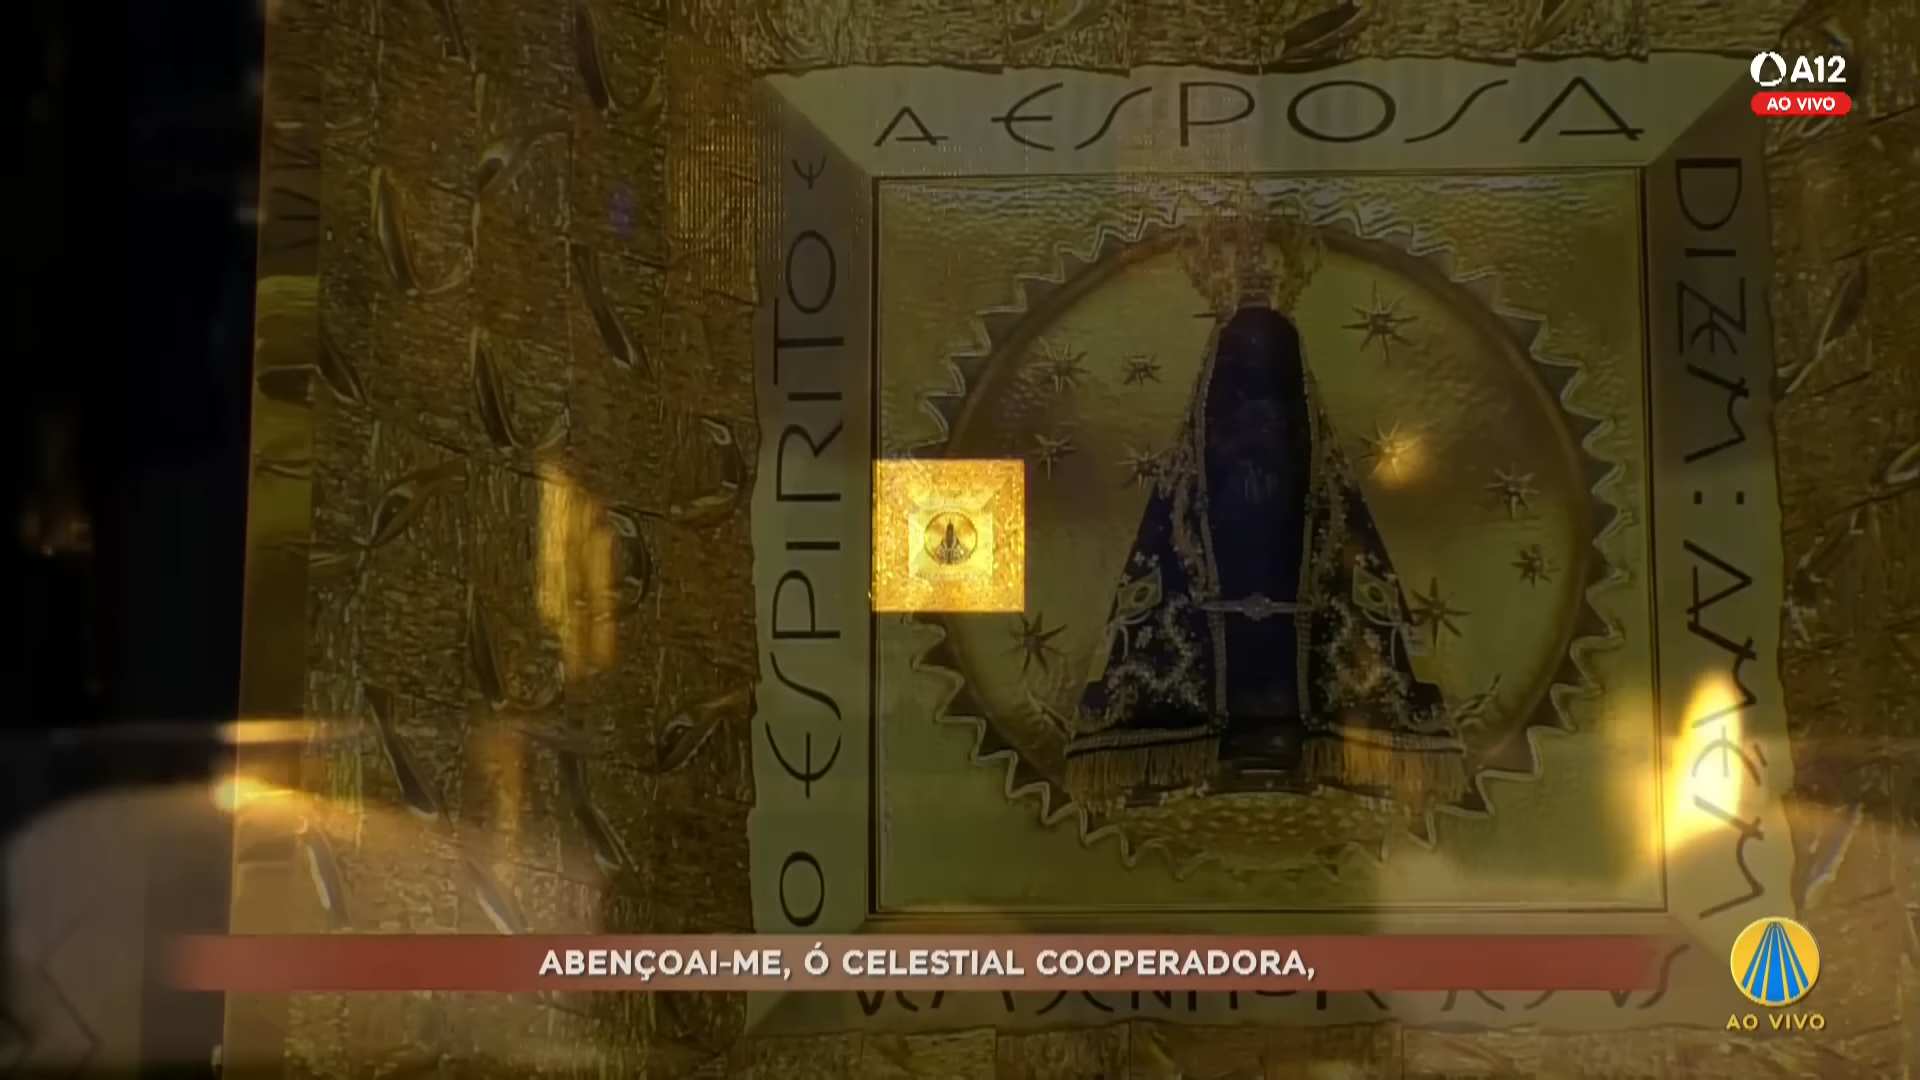 A12
AO VIVO
A ESPOSA
DIZEM: AMÉM
O ESPIRITO E
ABENÇOAI-ME, Ó CELESTIAL COOPERADORA,
AO VIVO